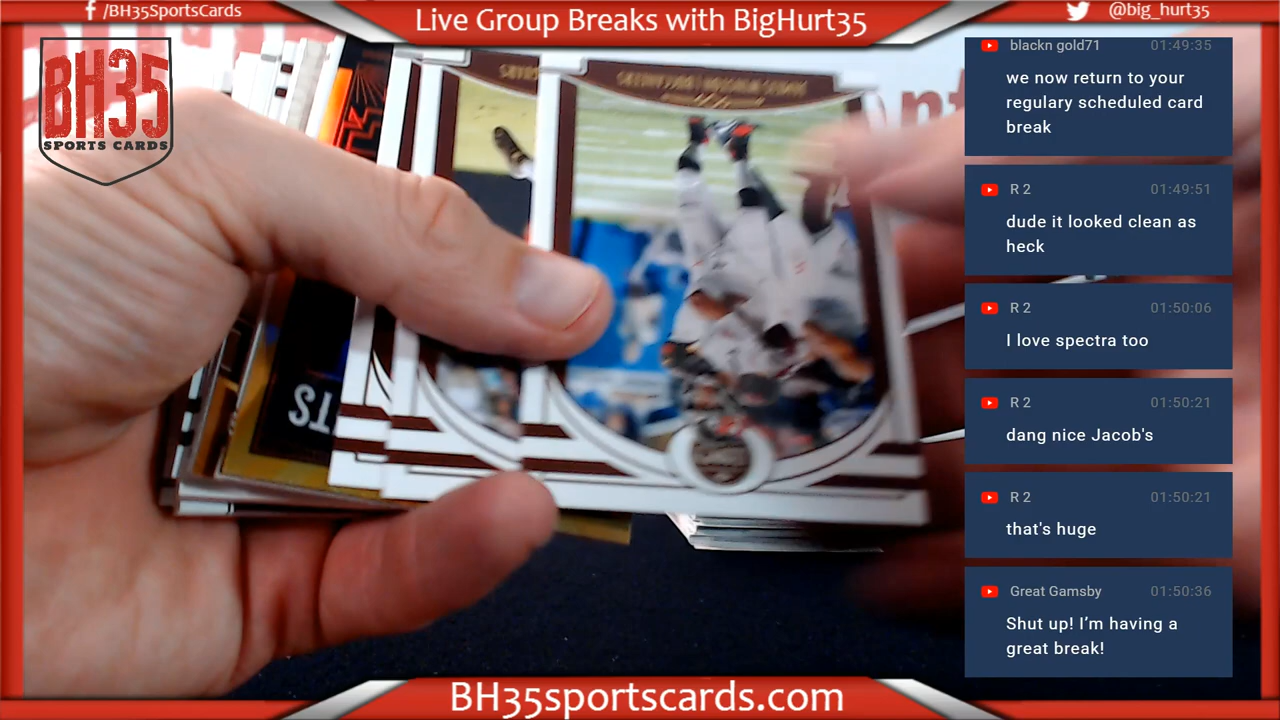 /BH35SportsCards
Live Group Breaks with BigHurt35
@big_hurt35
BH35
SPORTS CARDS
blackn gold71 01:49:35
we now return to your
regulary scheduled card
break
R 2 01:49:51
dude it looked clean as
heck
R 2 01:50:06
I love spectra too
R 2 01:50:21
dang nice Jacob's
R 2 01:50:21
that's huge
Great Gamsby 01:50:36
Shut up! I'm having a
great break!
BH35sportscards.com